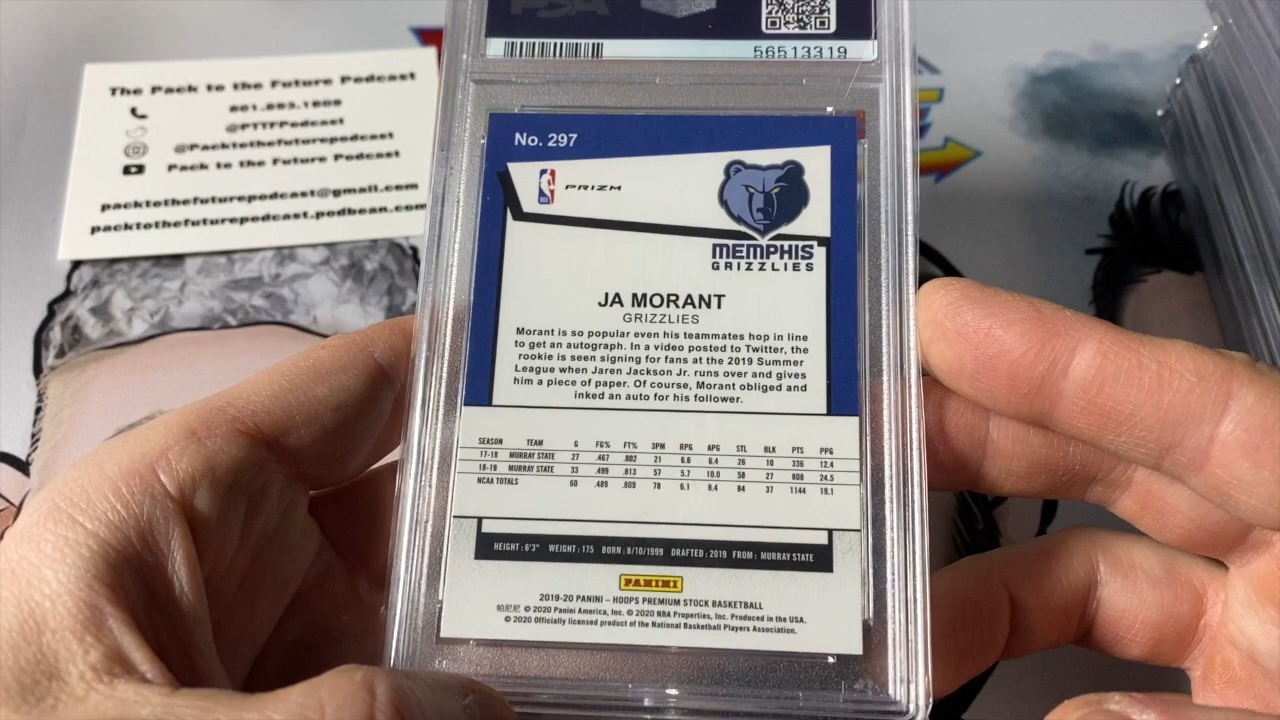 The Pack to the Future Podcast
801.893.1609
@PTTFPodcast
@Packtothefuturepodcast
Pack to the Future Podcast
packtothefuturepodcast@gmail.com
packtothefuturepodcast.podbean.com
PSA
56513319
No. 297
NBA
PRIZM
MEMPHIS
GRIZZLIES
JA MORANT
GRIZZLIES
Morant is so popular even his teammates hop in line
to get an autograph. In a video posted to Twitter, the
rookie is seen signing for fans at the 2019 Summer
League when Jaren Jackson Jr. runs over and gives
him a piece of paper. Of course, Morant obliged and
inked an auto for his follower.
SEASON TEAM G FG% FT% 3PM RPG APG STL BLK PTS PPG
17-18 MURRAY STATE 27 .467 .802 21 6.6 6.4 26 10 336 12.4
18-19 MURRAY STATE 33 .499 .813 57 5.7 10.0 58 27 808 24.5
NCAA TOTALS 60 .489 .809 78 6.1 8.4 84 37 1144 19.1
HEIGHT: 6'3" WEIGHT: 175 BORN: 8/10/1999 DRAFTED: 2019 FROM: MURRAY STATE
PANINI
2019-20 PANINI – HOOPS PREMIUM STOCK BASKETBALL
帕尼尼 © 2020 Panini America, Inc. © 2020 NBA Properties, Inc. Produced in the USA.
© 2020 Officially licensed product of the National Basketball Players Association.